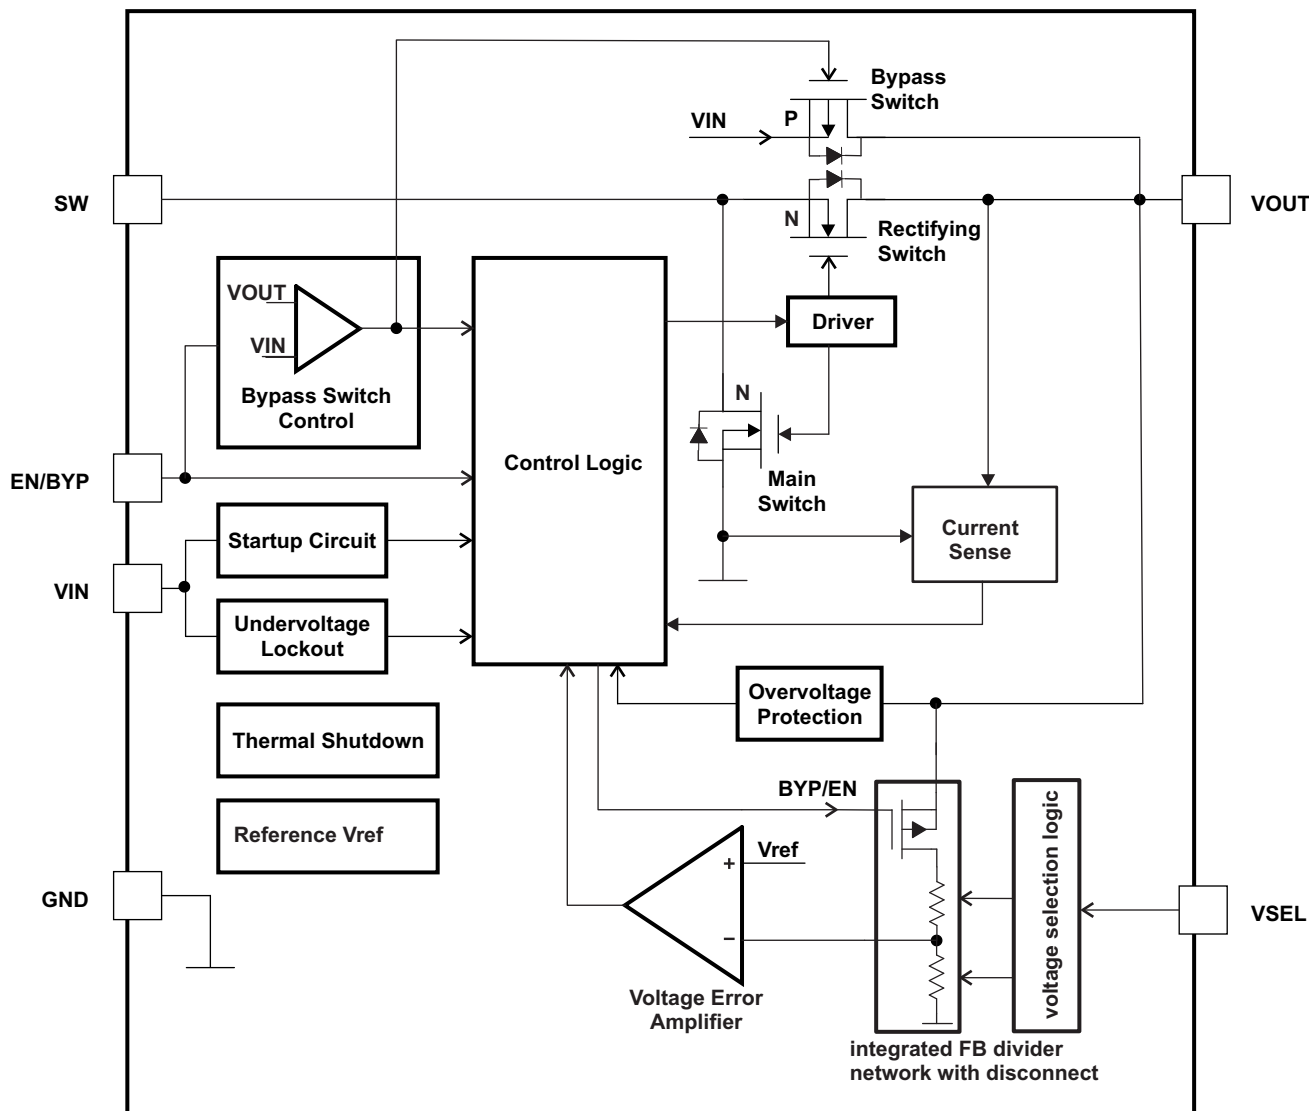 Bypass
Switch
VIN
P
SW
VOUT
N
Rectifying
Switch
VOUT
VIN
Bypass Switch
Control
Driver
N
Main
Switch
Control Logic
EN/BYP
Current
Sense
Startup Circuit
VIN
Undervoltage
Lockout
Overvoltage
Protection
Thermal Shutdown
BYP/EN
Reference Vref
+
Vref
−
Voltage Error
Amplifier
GND
voltage selection logic
VSEL
integrated FB divider
network with disconnect